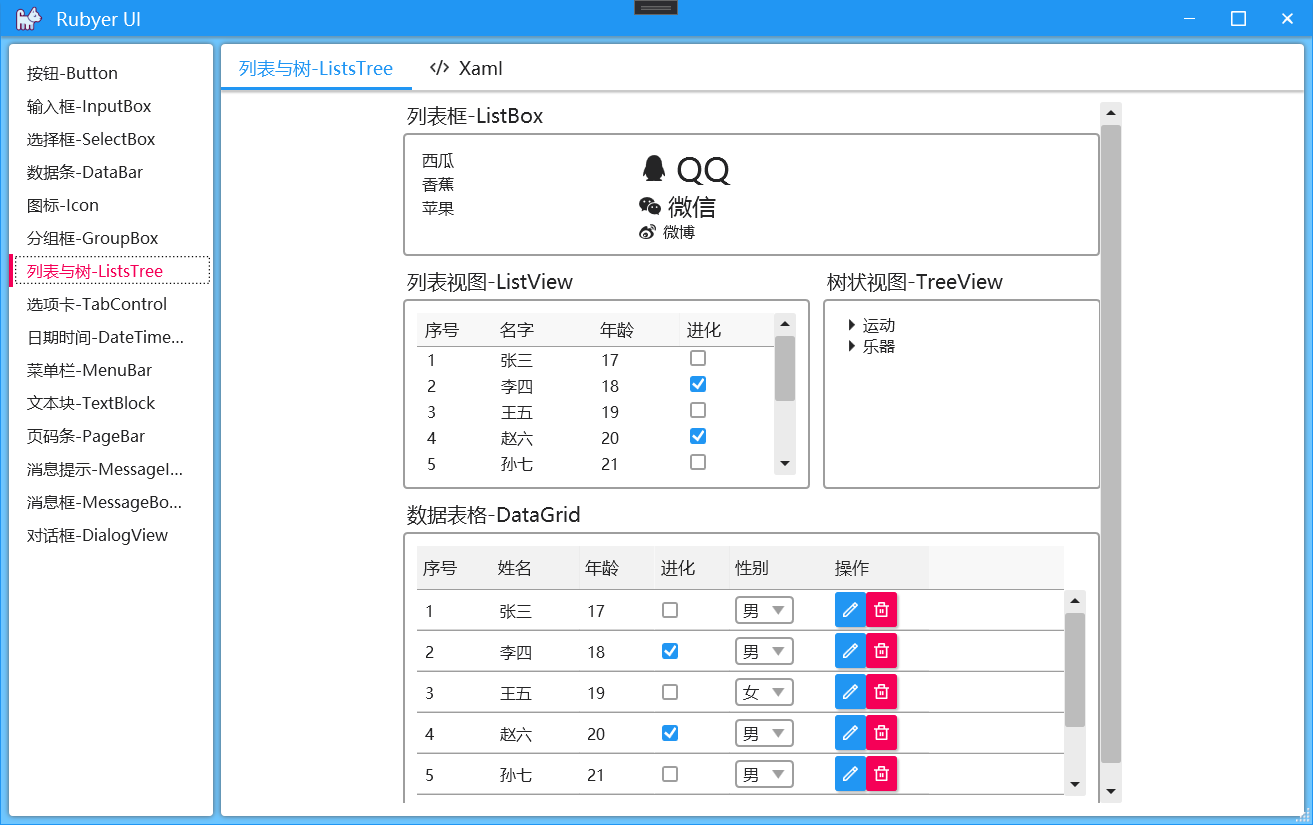 Rubyer UI
按钮-Button
输入框-InputBox
选择框-SelectBox
数据条-DataBar
图标-Icon
分组框-GroupBox
列表与树-ListsTree
选项卡-TabControl
日期时间-DateTime...
菜单栏-MenuBar
文本块-TextBlock
页码条-PageBar
消息提示-MessageI...
消息框-MessageBo...
对话框-DialogView
列表与树-ListsTree </> Xaml
列表框-ListBox
西瓜
香蕉
苹果
QQ
微信
微博
列表视图-ListView
序号 名字 年龄 进化
1 张三 17
2 李四 18
3 王五 19
4 赵六 20
5 孙七 21
树状视图-TreeView
运动
乐器
数据表格-DataGrid
序号 姓名 年龄 进化 性别 操作
1 张三 17 男
2 李四 18 男
3 王五 19 女
4 赵六 20 男
5 孙七 21 男